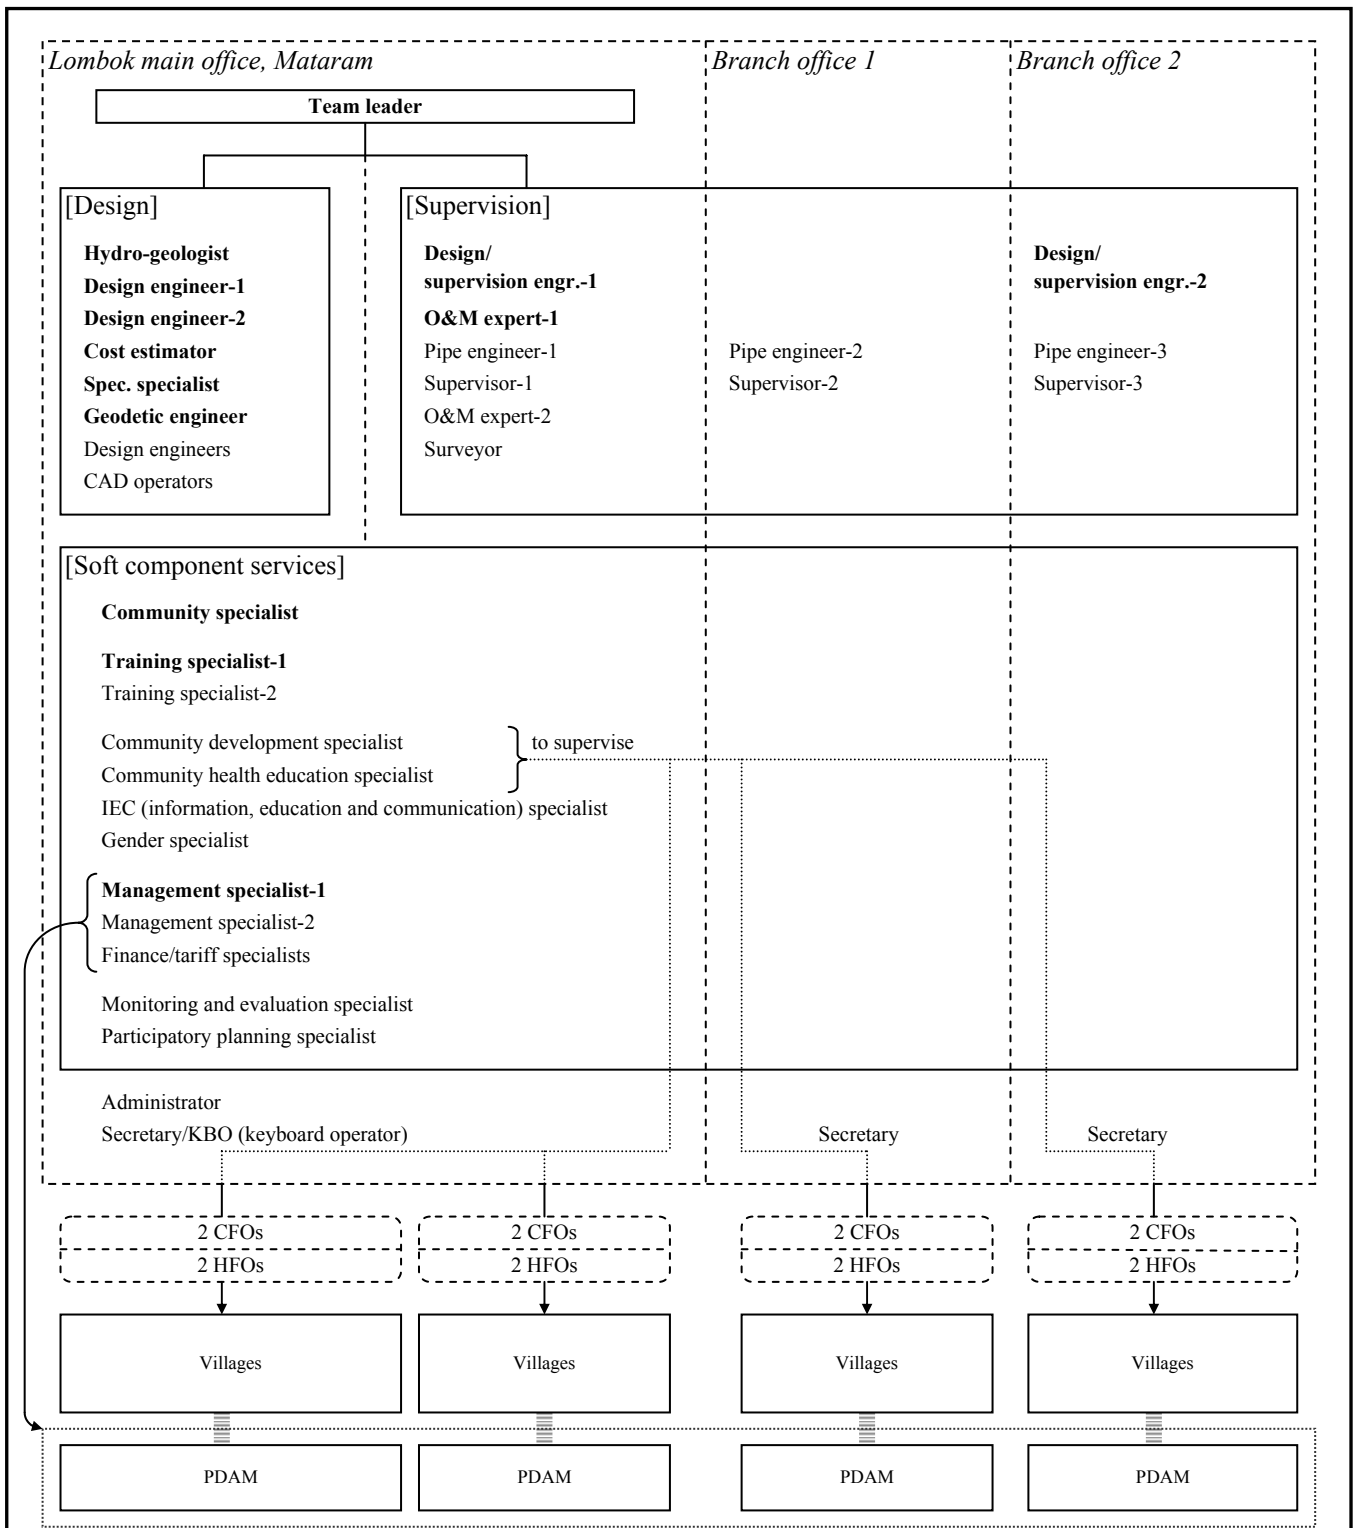 Lombok main office, Mataram
Branch office 1
Branch office 2
Team leader
[Design]
Hydro-geologist
Design engineer-1
Design engineer-2
Cost estimator
Spec. specialist
Geodetic engineer
Design engineers
CAD operators
[Supervision]
Design/
supervision engr.-1
O&M expert-1
Pipe engineer-1
Supervisor-1
O&M expert-2
Surveyor
Pipe engineer-2
Supervisor-2
Design/
supervision engr.-2
Pipe engineer-3
Supervisor-3
[Soft component services]
Community specialist
Training specialist-1
Training specialist-2
Community development specialist
Community health education specialist
to supervise
IEC (information, education and communication) specialist
Gender specialist
Management specialist-1
Management specialist-2
Finance/tariff specialists
Monitoring and evaluation specialist
Participatory planning specialist
Administrator
Secretary/KBO (keyboard operator)
Secretary
Secretary
2 CFOs
2 HFOs
2 CFOs
2 HFOs
2 CFOs
2 HFOs
2 CFOs
2 HFOs
Villages
Villages
Villages
Villages
PDAM
PDAM
PDAM
PDAM